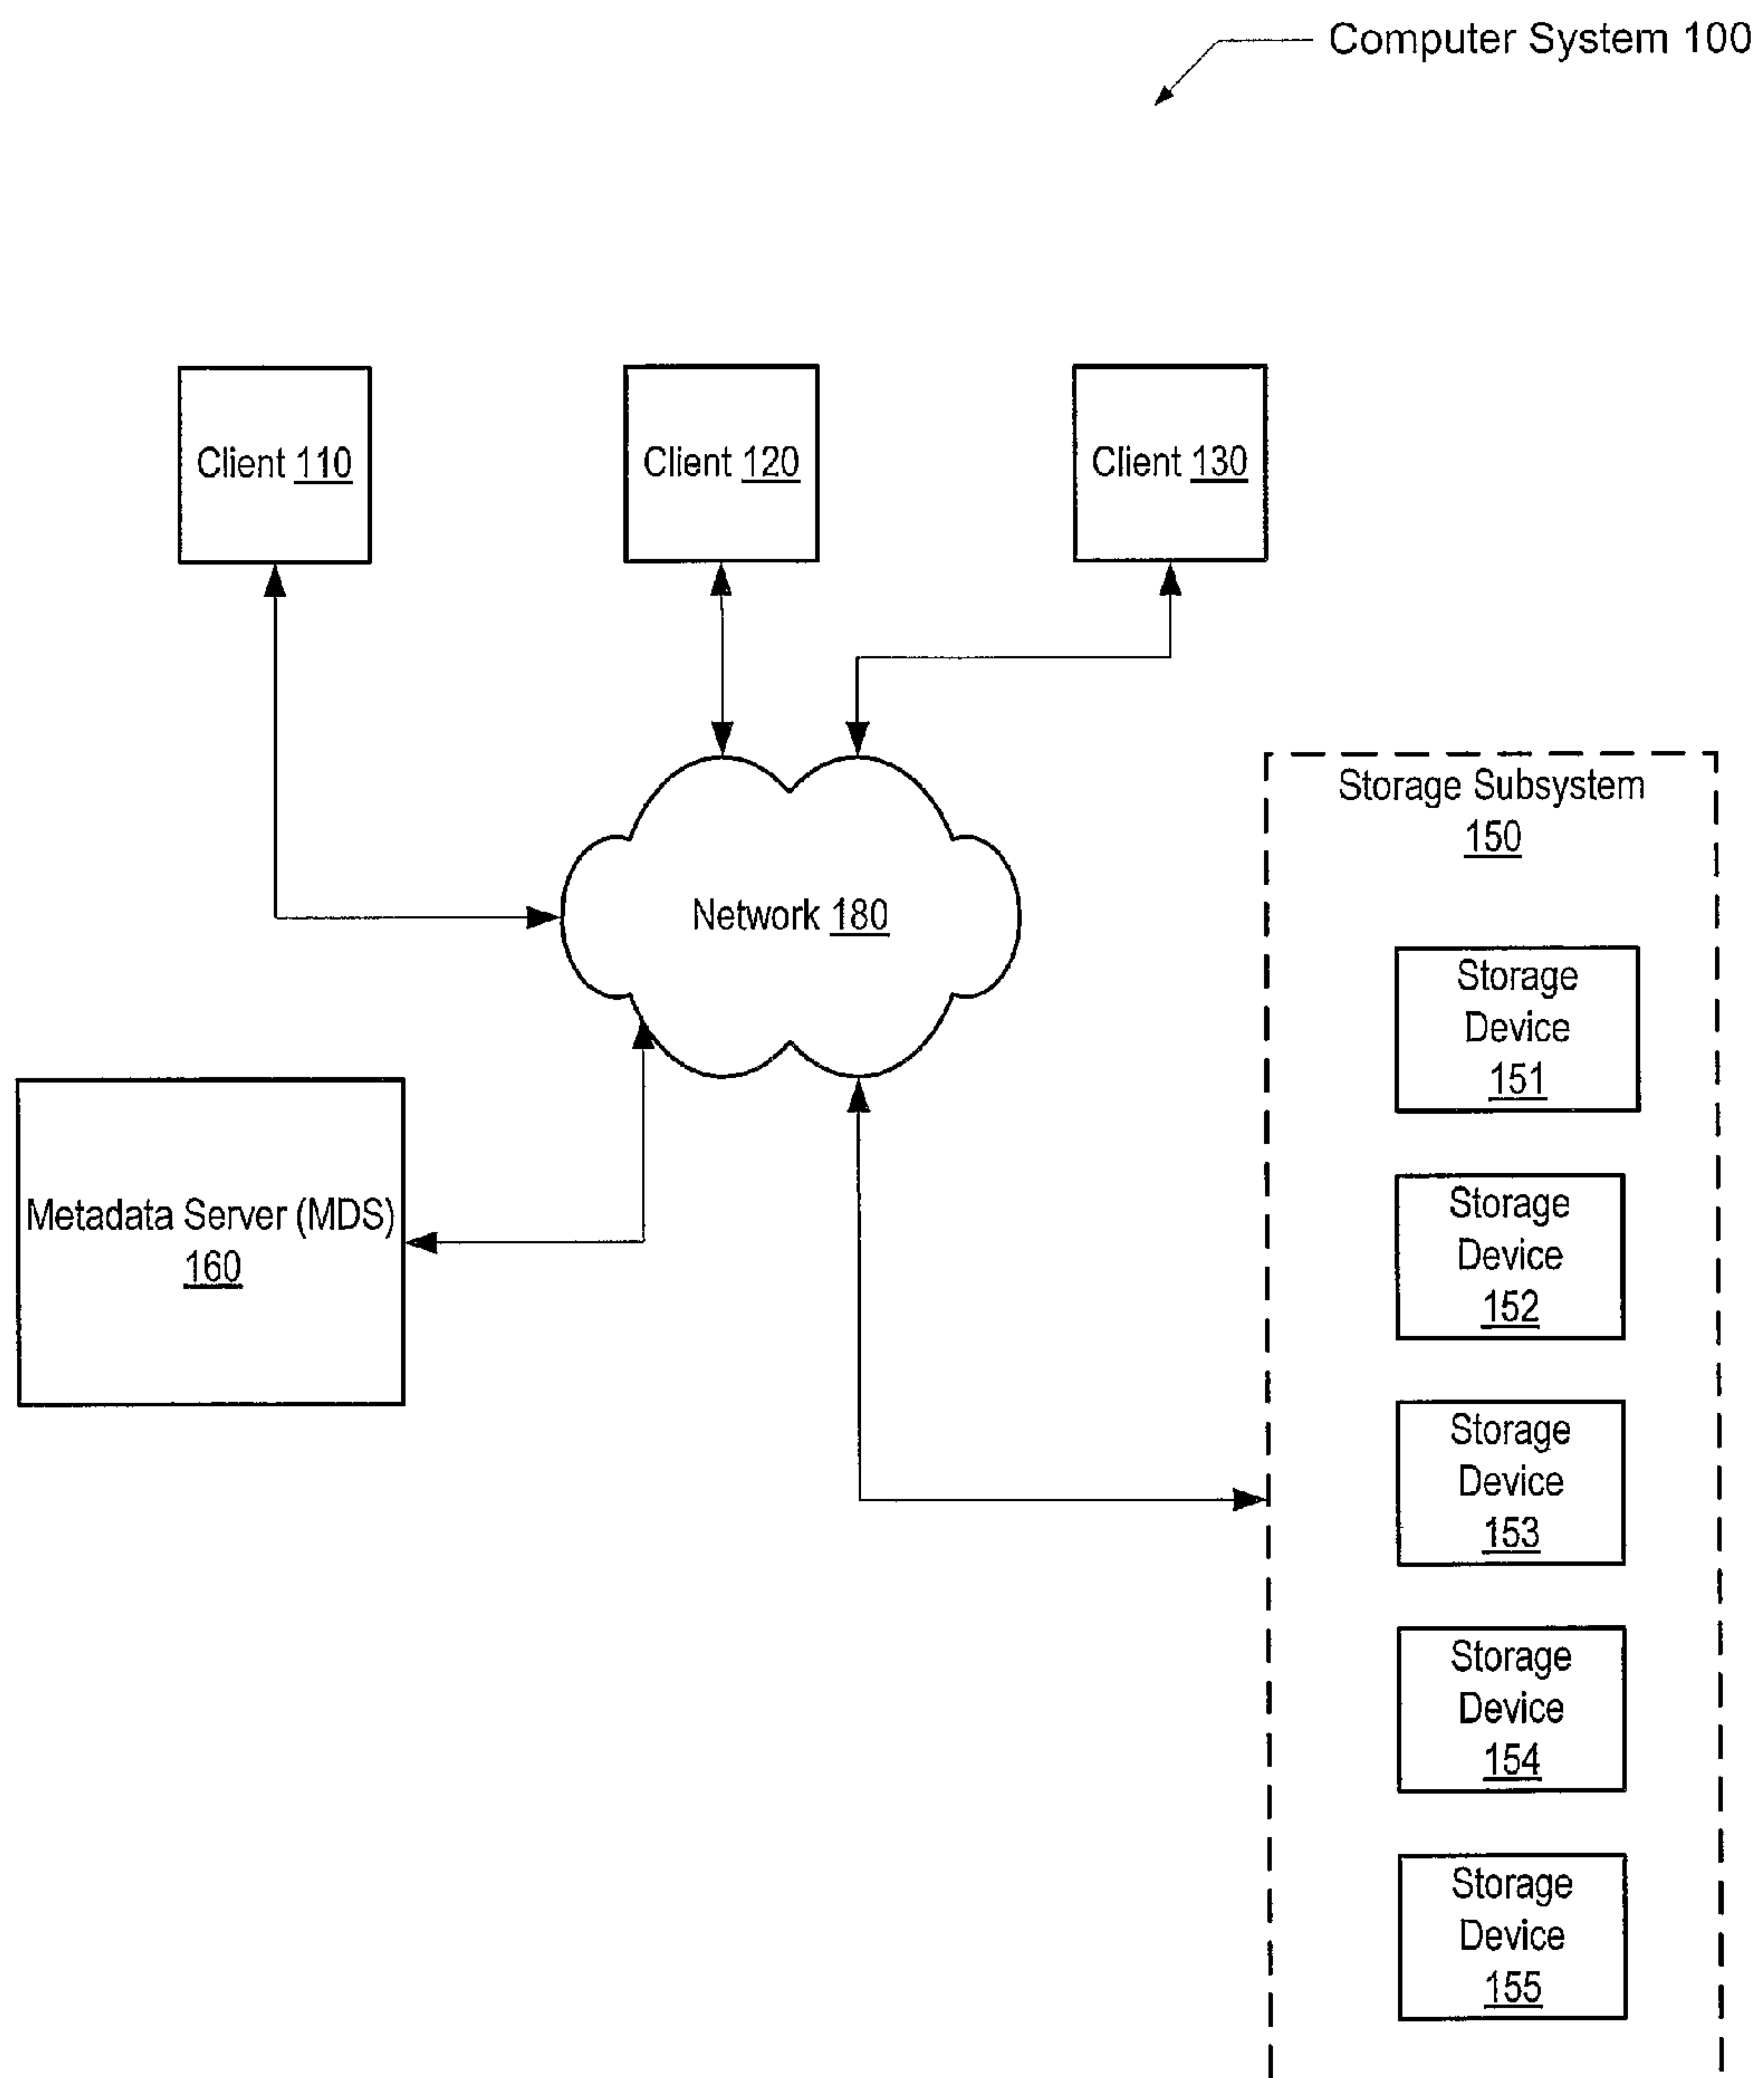 Computer System 100
Client 110
Client 120
Client 130
Storage Subsystem
150
Network 180
Storage
Device
151
Metadata Server (MDS)
160
Storage
Device
152
Storage
Device
153
Storage
Device
154
Storage
Device
155